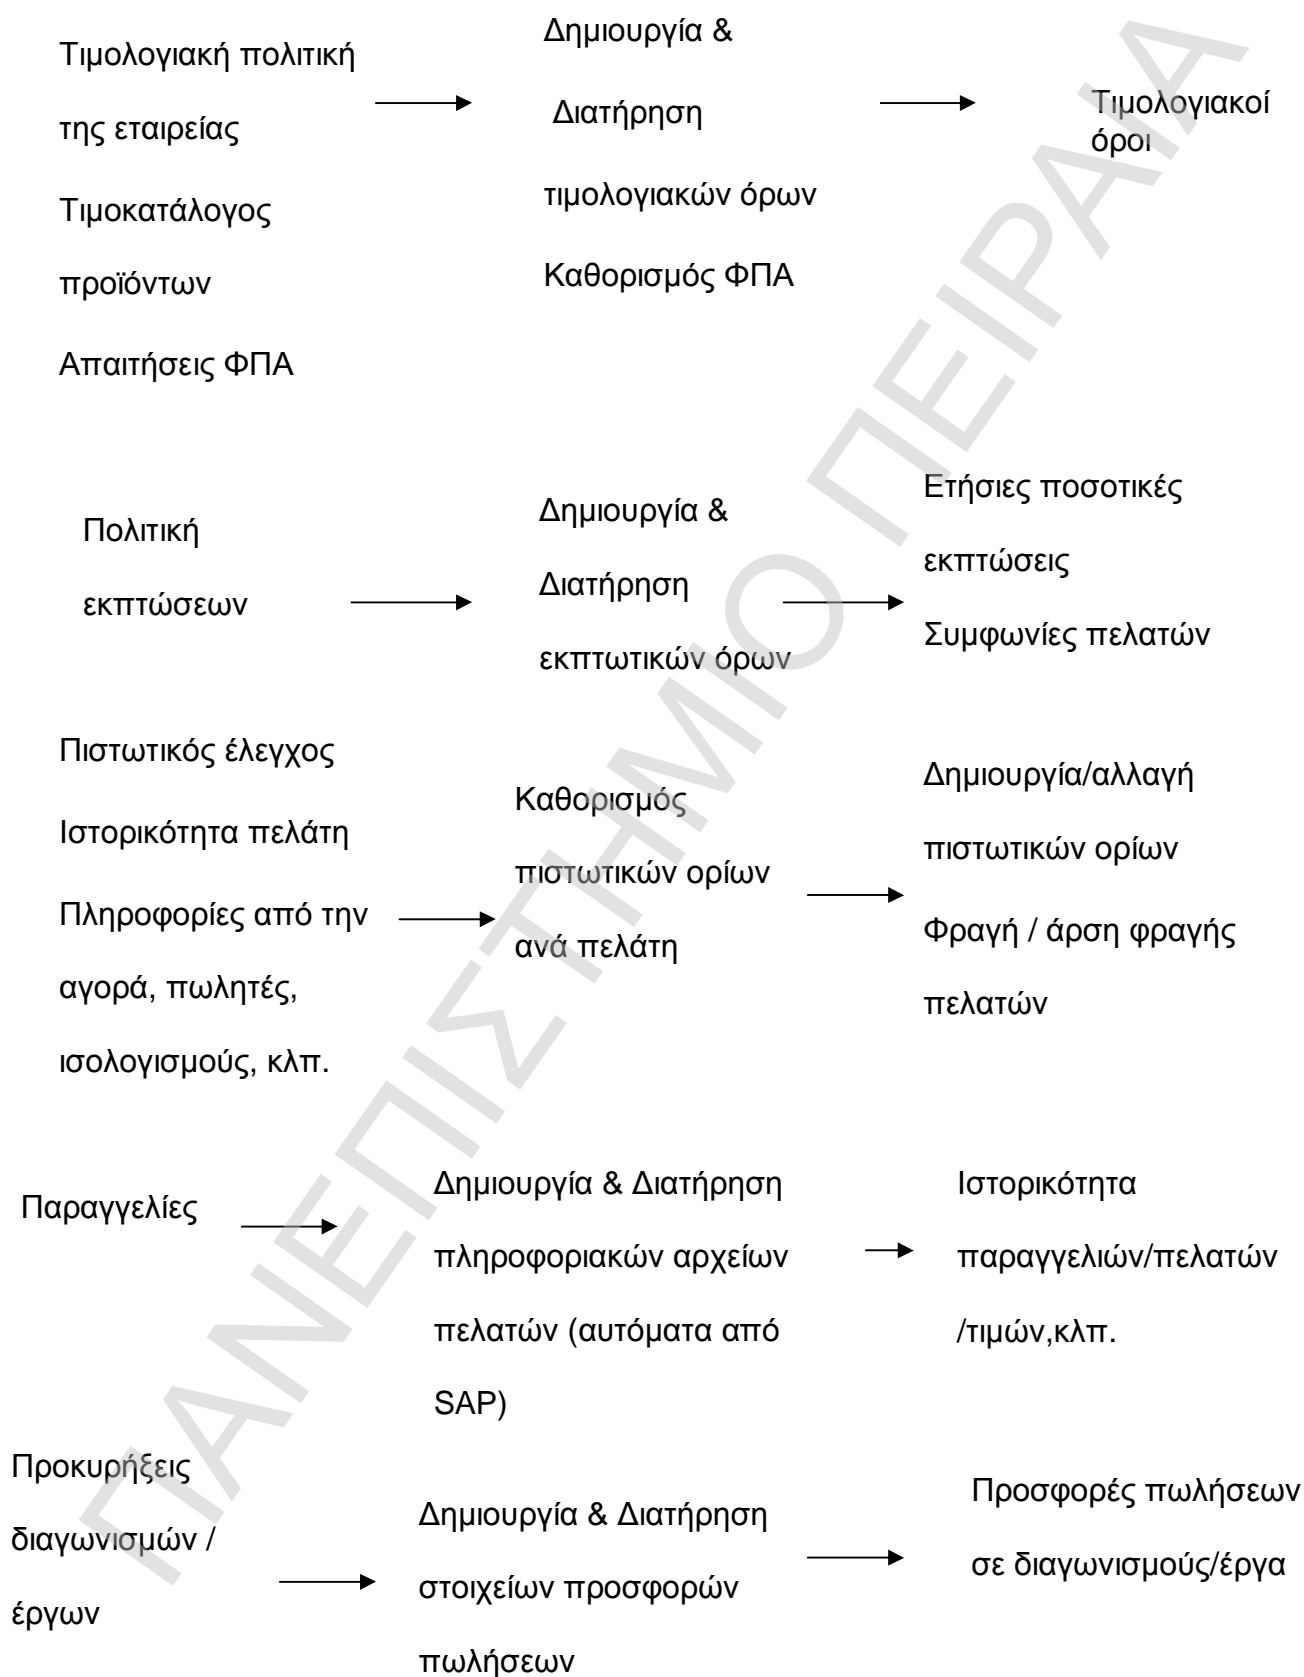 Τιμολογιακή πολιτική
της εταιρείας
Τιμοκατάλογος
προϊόντων
Απαιτήσεις ΦΠΑ
Δημιουργία &
Διατήρηση
τιμολογιακών όρων
Καθορισμός ΦΠΑ
Τιμολογιακοί
όροι
Πολιτική
εκπτώσεων
Δημιουργία &
Διατήρηση
εκπτωτικών όρων
Ετήσιες ποσοτικές
εκπτώσεις
Συμφωνίες πελατών
Πιστωτικός έλεγχος
Ιστορικότητα πελάτη
Πληροφορίες από την
αγορά, πωλητές,
ισολογισμούς, κλπ.
Καθορισμός
πιστωτικών ορίων
ανά πελάτη
Δημιουργία/αλλαγή
πιστωτικών ορίων
Φραγή / άρση φραγής
πελατών
Παραγγελίες
Δημιουργία & Διατήρηση
πληροφοριακών αρχείων
πελατών (αυτόματα από
SAP)
Ιστορικότητα
παραγγελιών/πελατών
/τιμών,κλπ.
Προκυρήξεις
διαγωνισμών /
έργων
Δημιουργία & Διατήρηση
στοιχείων προσφορών
πωλήσεων
Προσφορές πωλήσεων
σε διαγωνισμούς/έργα
ΠΑΝΕΠΙΣΤΗΜΙΟ ΠΕΙΡΑΙΑ